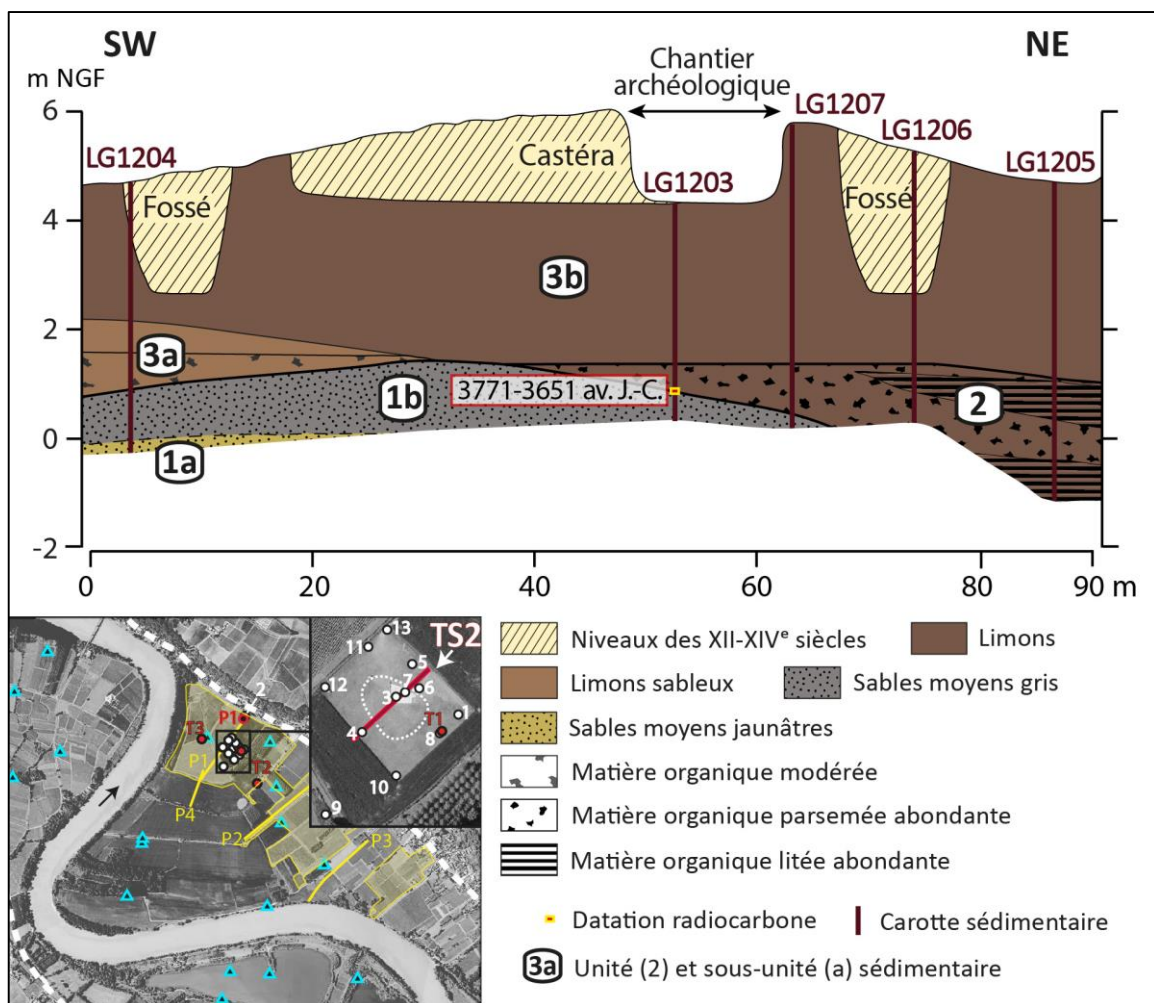 SW
NE
m NGF
Chantier
archéologique
LG1207
LG1206
LG1204
LG1205
Castéra
LG1203
Fossé
Fossé
3b
3a
3771-3651 av. J.-C.
1b
2
1a
6
4
2
0
-2
0
20
40
60
80
90 m
13
TS2
11
5
12
7
6
3
1
4
T1
8
10
9
2
P1
T3
P1
T2
P4
P2
P3
Niveaux des XII-XIVᵉ siècles
Limons
Limons sableux
Sables moyens gris
Sables moyens jaunâtres
Matière organique modérée
Matière organique parsemée abondante
Matière organique litée abondante
Datation radiocarbone
Carotte sédimentaire
3a Unité (2) et sous-unité (a) sédimentaire